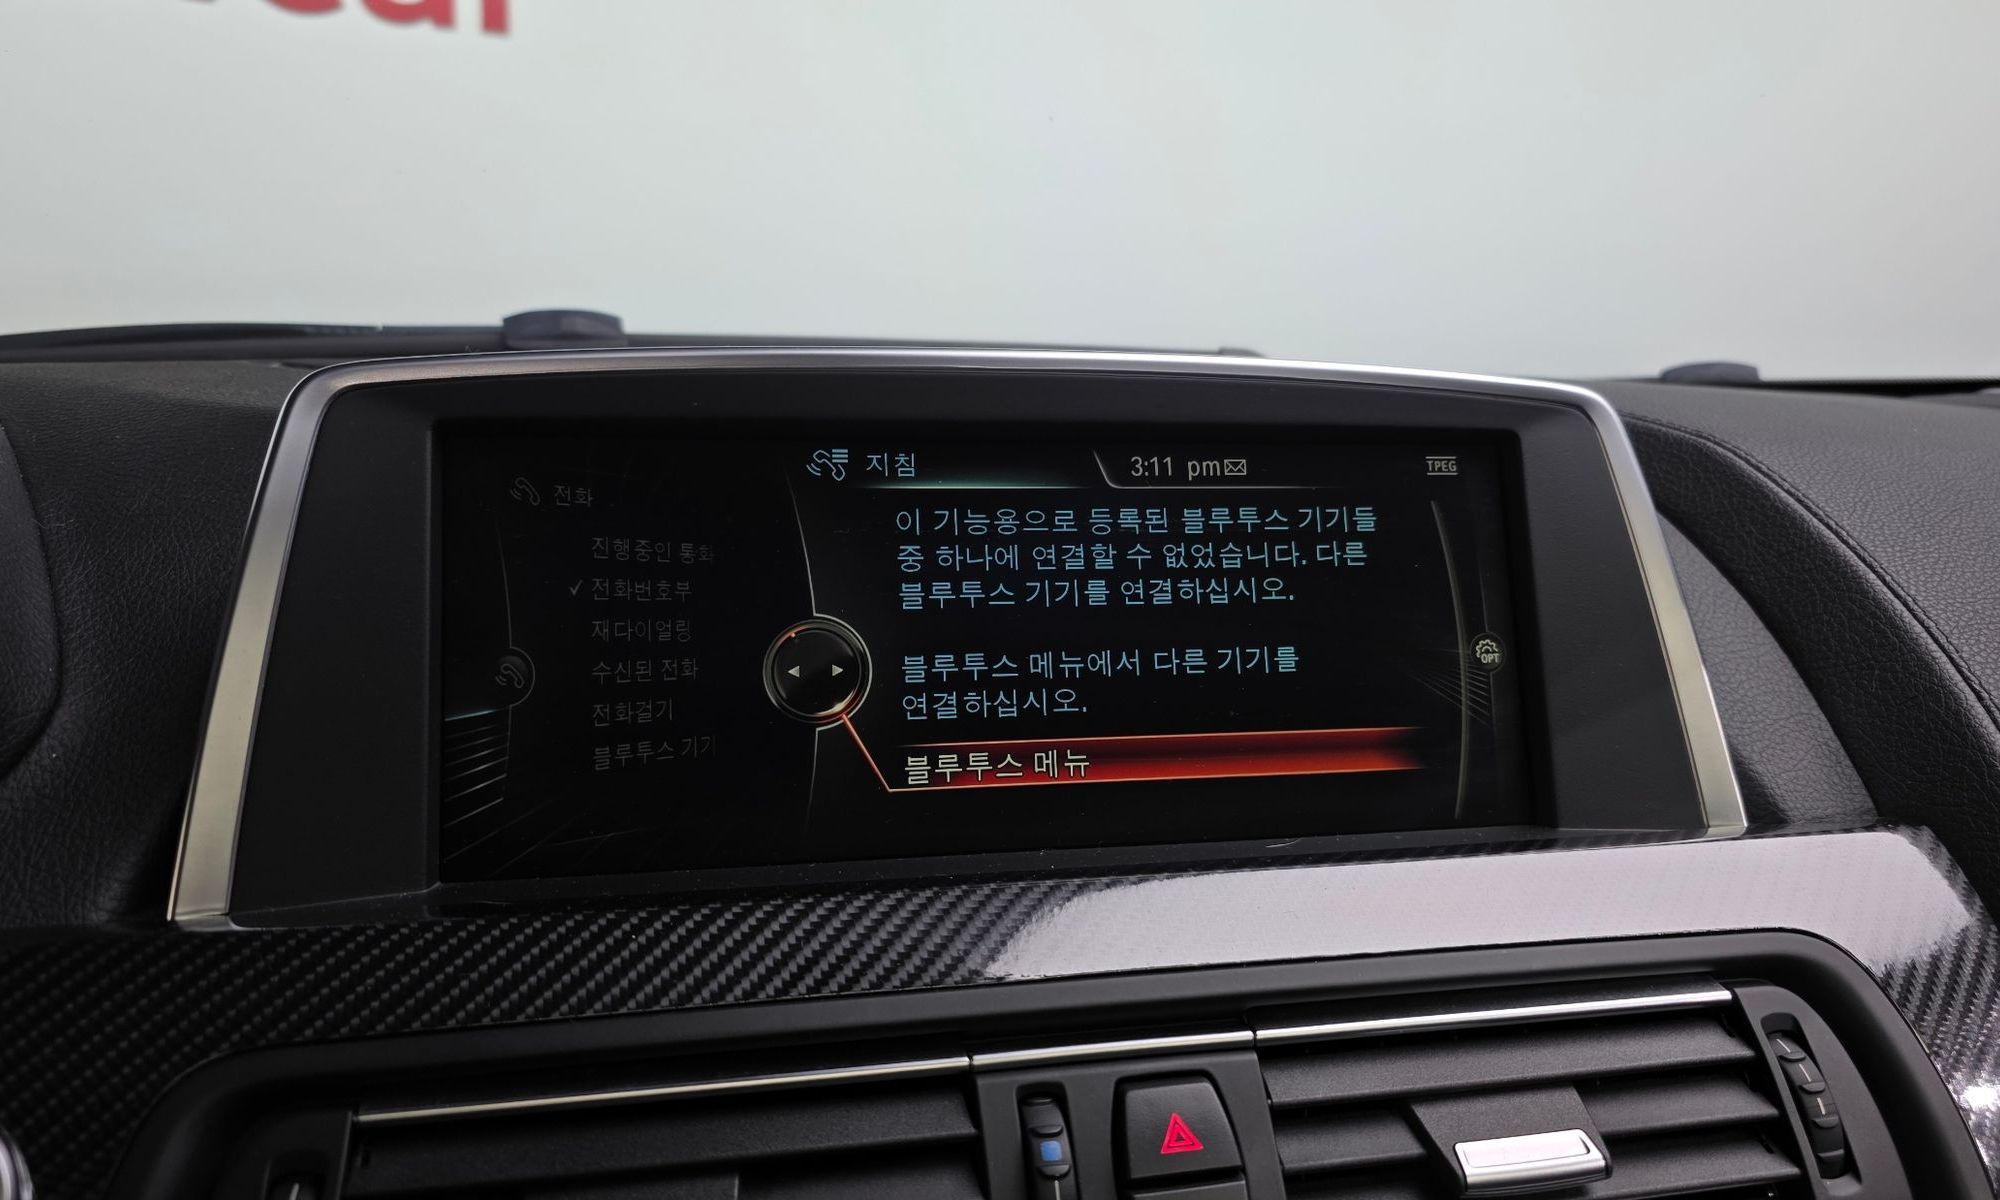 car
지침
3:11 pm
TPEG
전화
진행중인 통화
✓ 전화번호부
재다이얼링
수신된 전화
전화걸기
블루투스 기기
이 기능용으로 등록된 블루투스 기기들
중 하나에 연결할 수 없었습니다. 다른
블루투스 기기를 연결하십시오.
블루투스 메뉴에서 다른 기기를
연결하십시오.
블루투스 메뉴
OPT